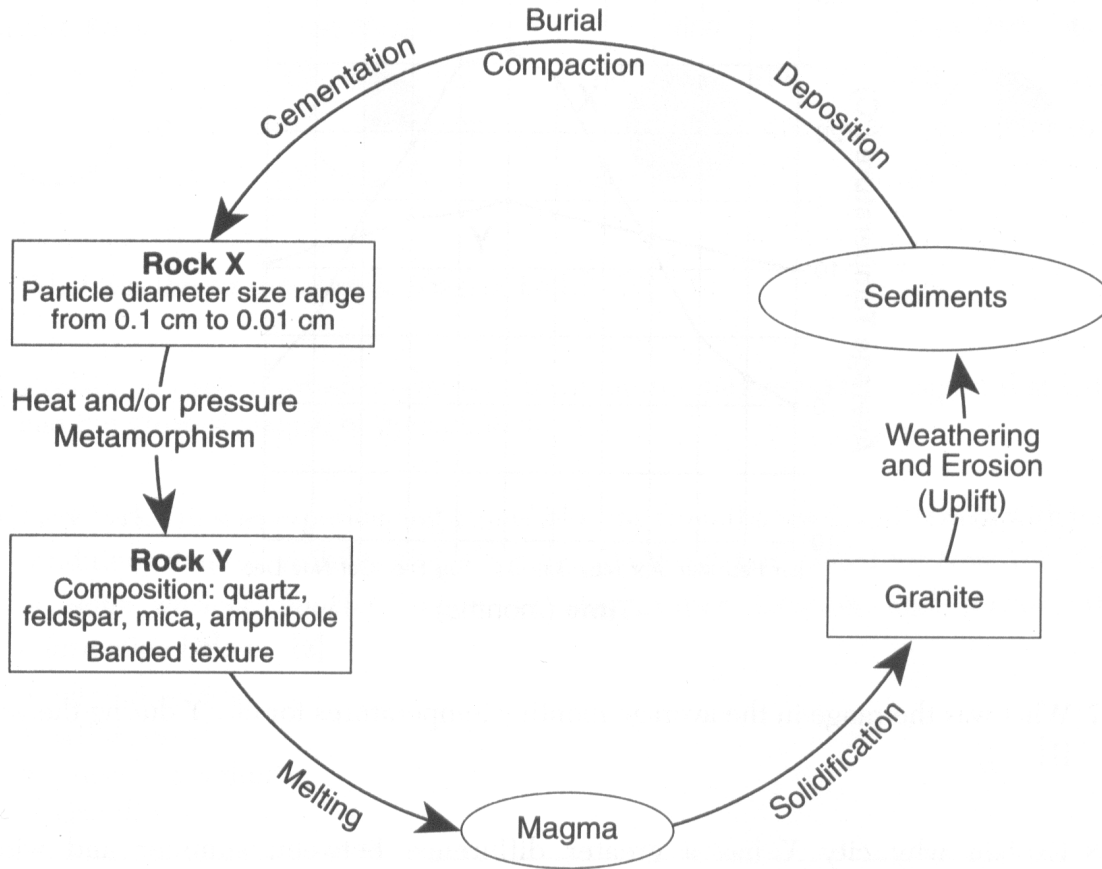 Burial
Compaction
Cementation
Deposition
Rock X
Particle diameter size range
from 0.1 cm to 0.01 cm
Sediments
Heat and/or pressure
Metamorphism
Weathering
and Erosion
(Uplift)
Rock Y
Composition: quartz,
feldspar, mica, amphibole
Banded texture
Granite
Melting
Magma
Solidification